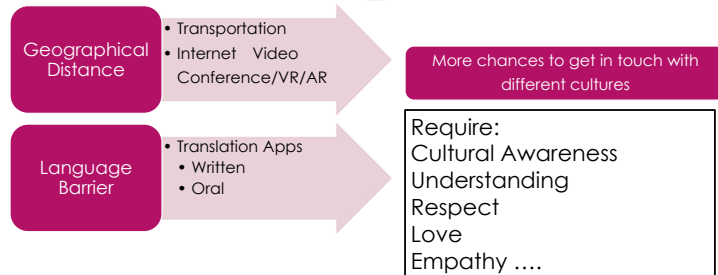 Geographical
Distance
• Transportation
• Internet Video
Conference/VR/AR
Language
Barrier
• Translation Apps
• Written
• Oral
More chances to get in touch with
different cultures
Require:
Cultural Awareness
Understanding
Respect
Love
Empathy ….